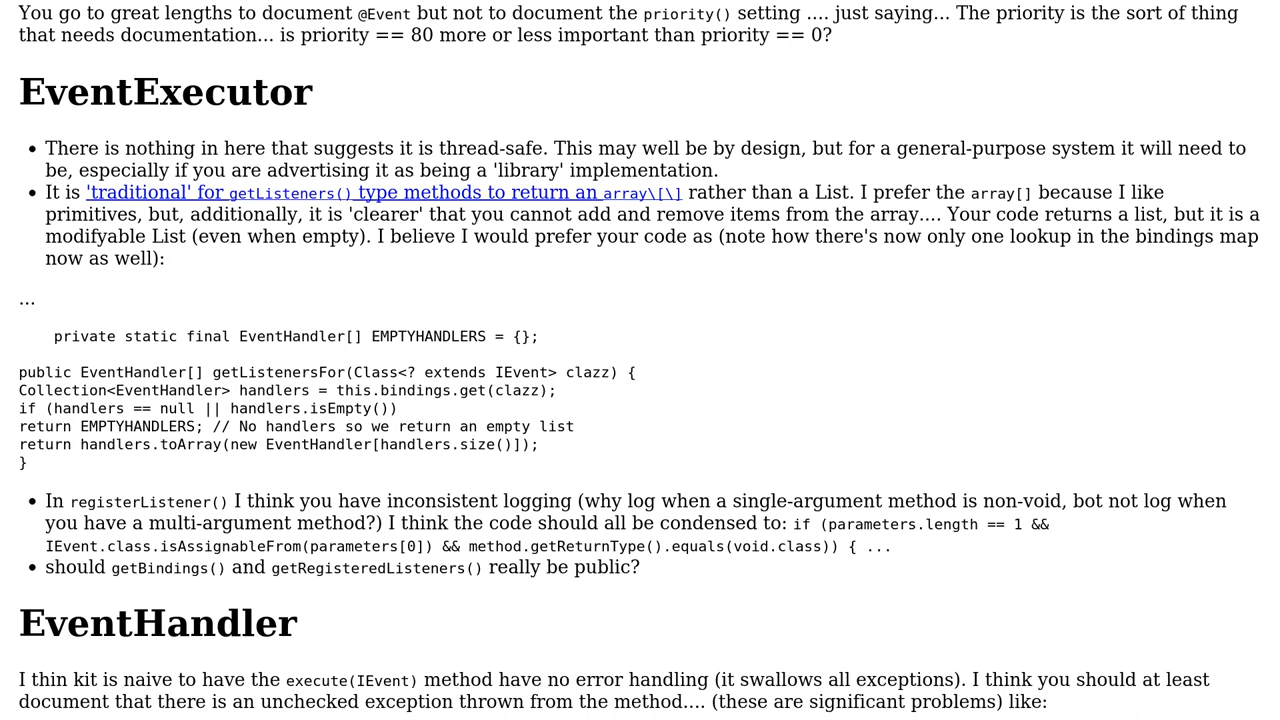 You go to great lengths to document @Event but not to document the priority() setting .... just saying... The priority is the sort of thing
that needs documentation... is priority == 80 more or less important than priority == 0?
EventExecutor
• There is nothing in here that suggests it is thread-safe. This may well be by design, but for a general-purpose system it will need to
be, especially if you are advertising it as being a 'library' implementation.
• It is 'traditional' for getListeners() type methods to return an array\[\] rather than a List. I prefer the array[] because I like
primitives, but, additionally, it is 'clearer' that you cannot add and remove items from the array.... Your code returns a list, but it is a
modifyable List (even when empty). I believe I would prefer your code as (note how there's now only one lookup in the bindings map
now as well):
...
    private static final EventHandler[] EMPTYHANDLERS = {};
public EventHandler[] getListenersFor(Class<? extends IEvent> clazz) {
Collection<EventHandler> handlers = this.bindings.get(clazz);
if (handlers == null || handlers.isEmpty())
return EMPTYHANDLERS; // No handlers so we return an empty list
return handlers.toArray(new EventHandler[handlers.size()]);
}
• In registerListener() I think you have inconsistent logging (why log when a single-argument method is non-void, bot not log when
you have a multi-argument method?) I think the code should all be condensed to: if (parameters.length == 1 &&
IEvent.class.isAssignableFrom(parameters[0]) && method.getReturnType().equals(void.class)) { ...
• should getBindings() and getRegisteredListeners() really be public?
EventHandler
I thin kit is naive to have the execute(IEvent) method have no error handling (it swallows all exceptions). I think you should at least
document that there is an unchecked exception thrown from the method.... (these are significant problems) like: